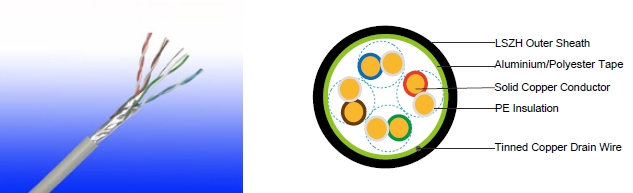 LSZH Outer Sheath
Aluminium/Polyester Tape
Solid Copper Conductor
PE Insulation
Tinned Copper Drain Wire